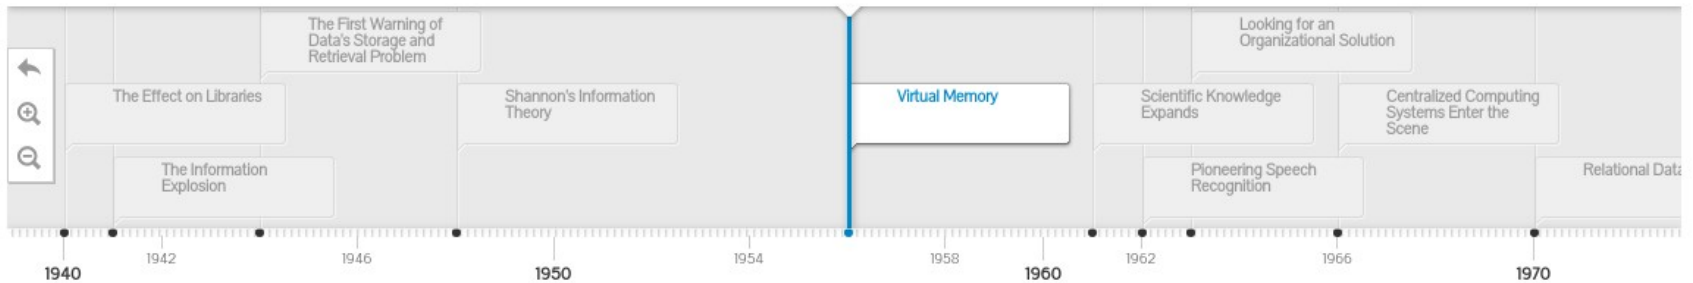 The First Warning of
Data's Storage and
Retrieval Problem
Looking for an
Organizational Solution
The Effect on Libraries
Shannon's Information
Theory
Virtual Memory
Scientific Knowledge
Expands
Centralized Computing
Systems Enter the
Scene
The Information
Explosion
Pioneering Speech
Recognition
Relational Data
1940
1942
1946
1950
1954
1958
1960
1962
1966
1970